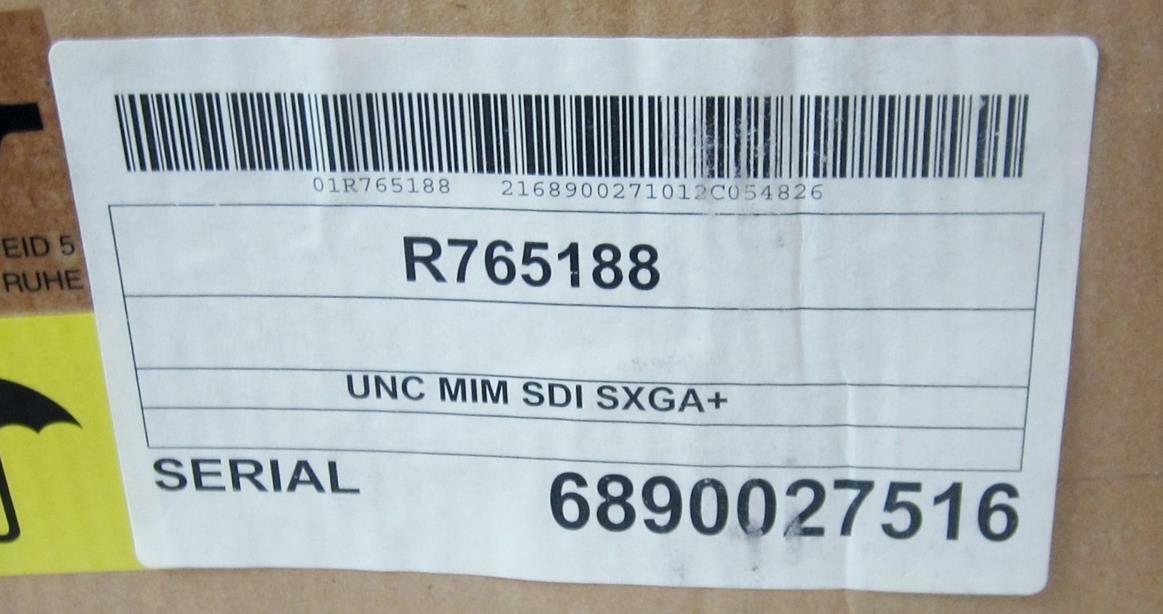 01R765188 2168900271012C054826
R765188
UNC MIM SDI SXGA+
SERIAL 6890027516
EID 5
RUHE